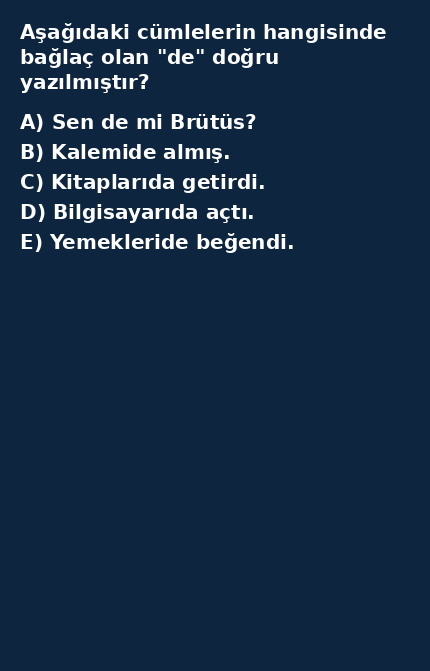 Aşağıdaki cümlelerin hangisinde
bağlaç olan "de" doğru
yazılmıştır?
A) Sen de mi Brütüs?
B) Kalemide almış.
C) Kitaplarıda getirdi.
D) Bilgisayarıda açtı.
E) Yemekleride beğendi.